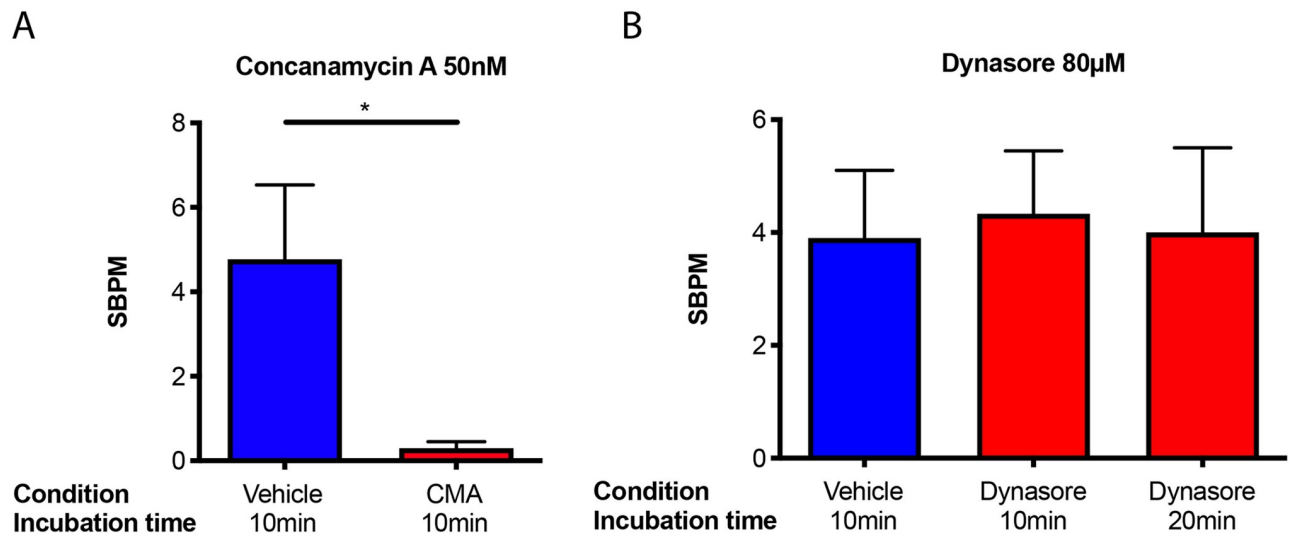 A
Concanamycin A 50nM
*
8
6
4
2
0
SBPM
Condition Vehicle CMA
Incubation time 10min 10min
B
Dynasore 80µM
6
4
2
0
SBPM
Condition Vehicle Dynasore Dynasore
Incubation time 10min 10min 20min